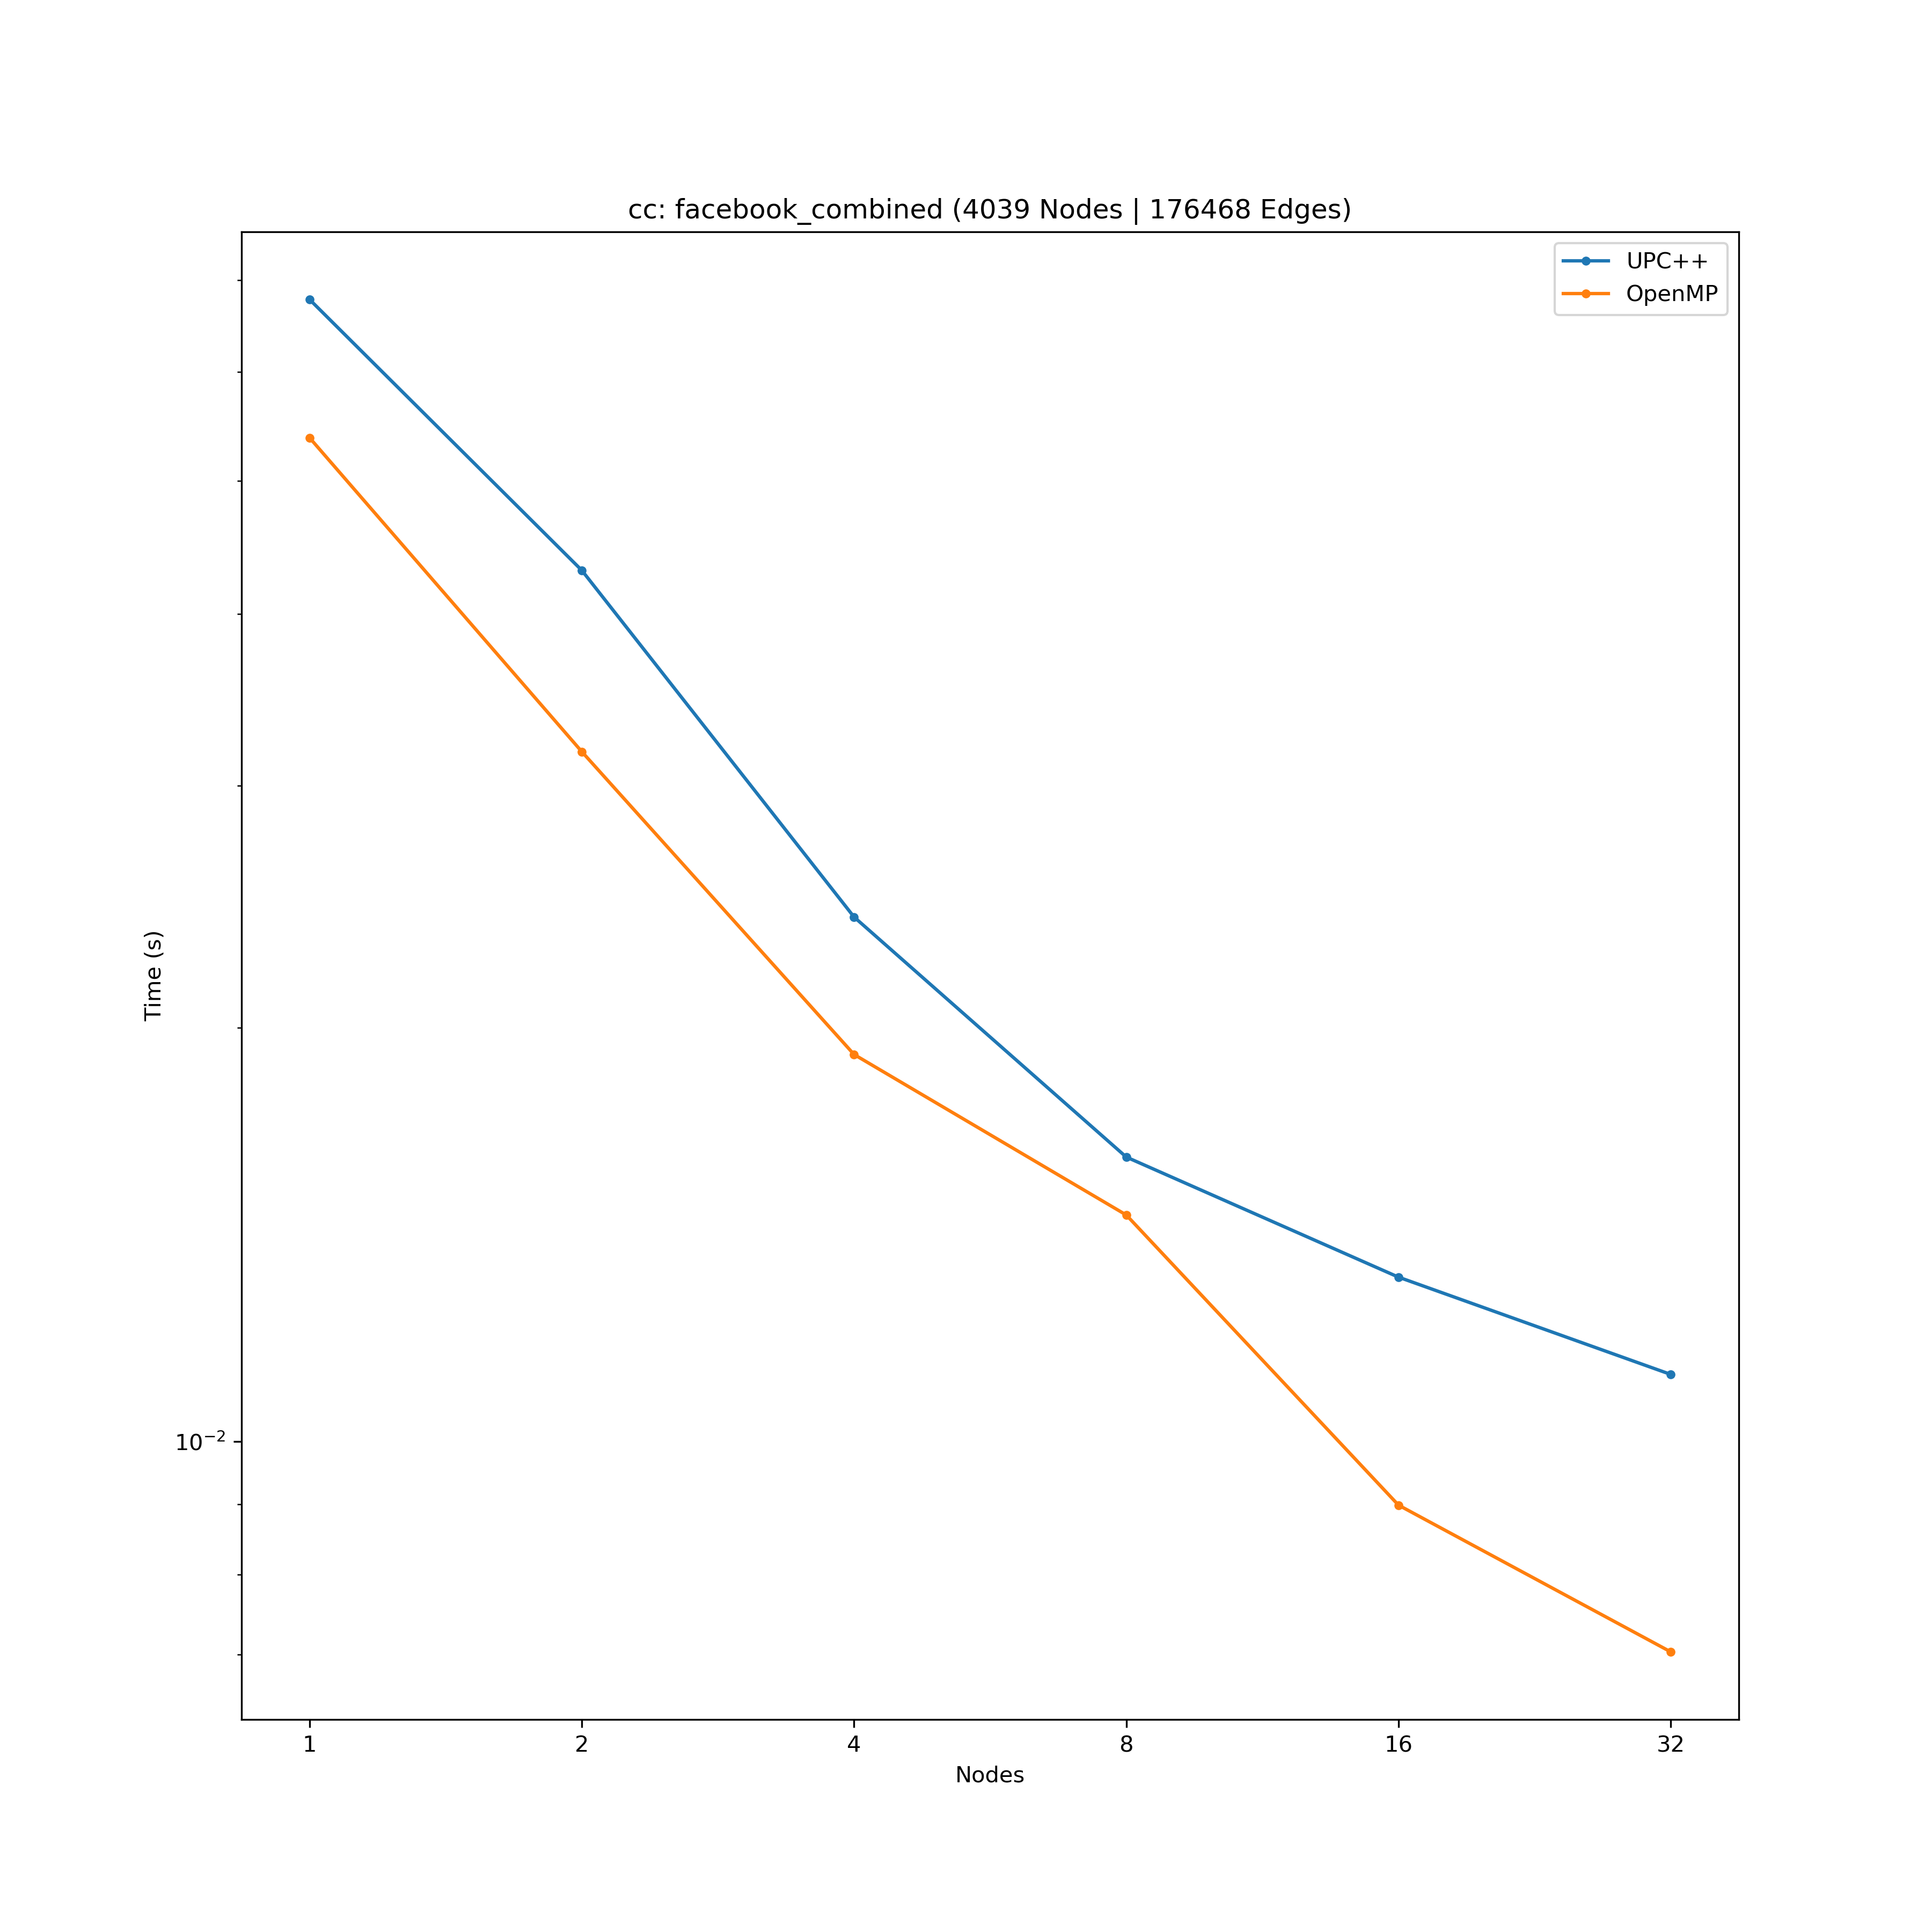 cc: facebook_combined (4039 Nodes | 176468 Edges)
UPC++
OpenMP
Time (s)
10⁻²
1 2 4 8 16 32
Nodes